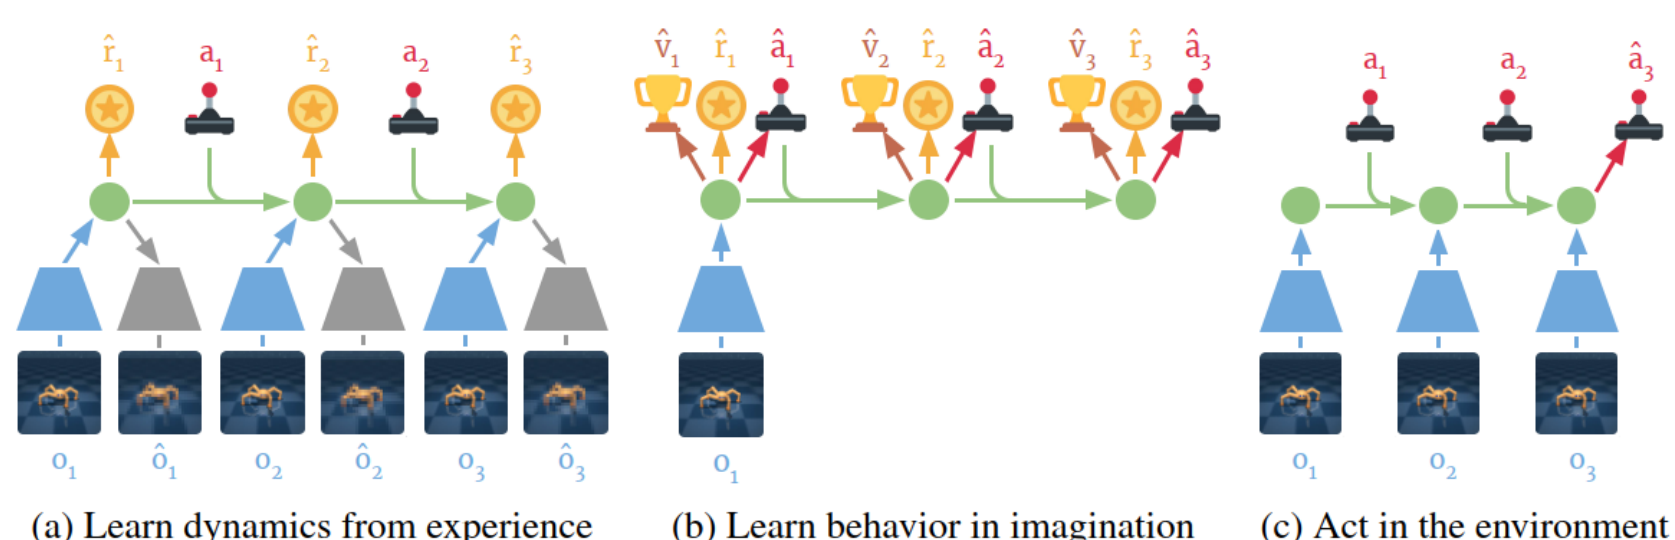 r̂₁ a₁ r̂₂ a₂ r̂₃
v̂₁ r̂₁ â₁ v̂₂ r̂₂ â₂ v̂₃ r̂₃ â₃
a₁ a₂ â₃
o₁ ô₁ o₂ ô₂ o₃ ô₃
o₁
o₁ o₂ o₃
(a) Learn dynamics from experience
(b) Learn behavior in imagination
(c) Act in the environment